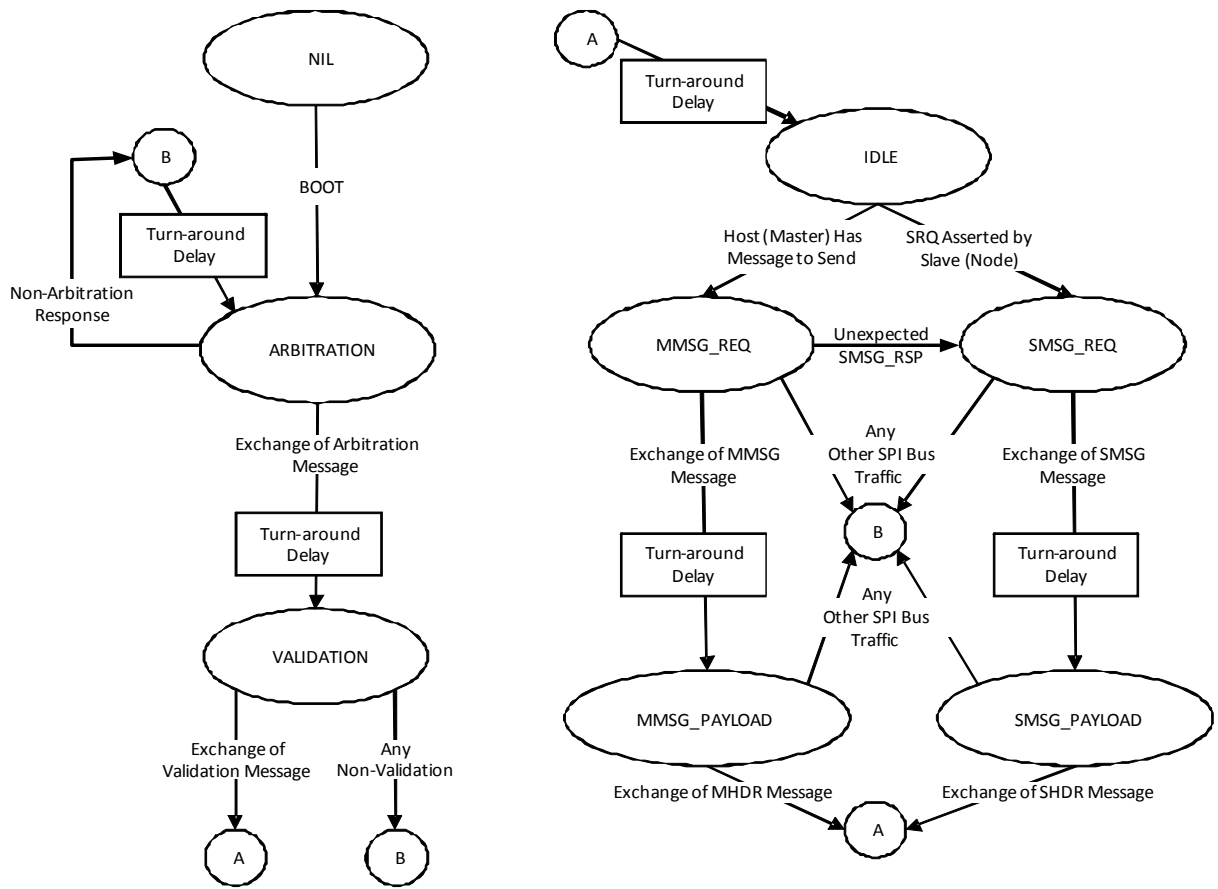 NIL
B
BOOT
Turn-around
Delay
Non-Arbitration
Response
ARBITRATION
Exchange of Arbitration
Message
Turn-around
Delay
VALIDATION
Exchange of
Validation Message
Any
Non-Validation
A
B
A
Turn-around
Delay
IDLE
Host (Master) Has
Message to Send
SRQ Asserted by
Slave (Node)
MMSG_REQ
Unexpected
SMSG_RSP
SMSG_REQ
Exchange of MMSG
Message
Any
Other SPI Bus
Traffic
Exchange of SMSG
Message
B
Turn-around
Delay
Turn-around
Delay
Any
Other SPI Bus
Traffic
MMSG_PAYLOAD
SMSG_PAYLOAD
Exchange of MHDR Message
Exchange of SHDR Message
A